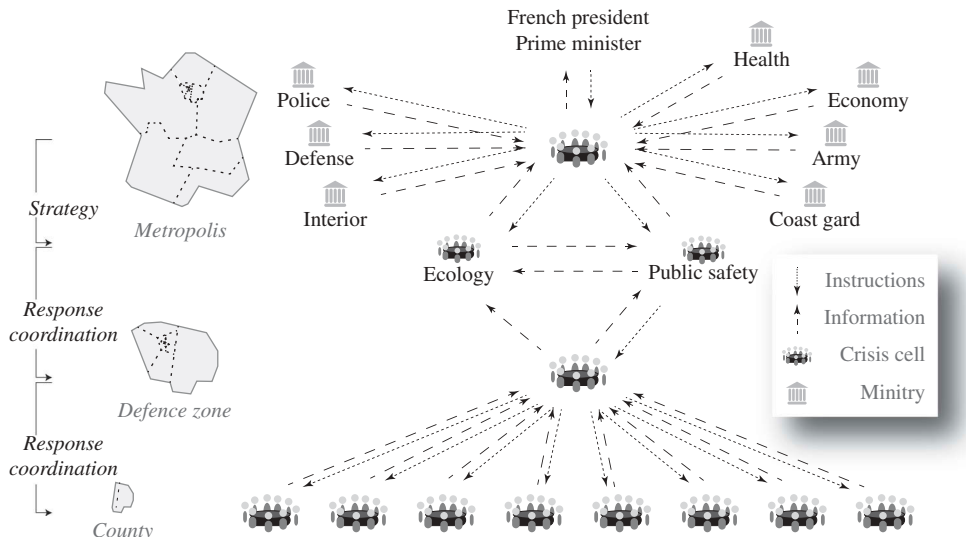 French president
Prime minister
Health
Police
Economy
Defense
Army
Interior
Coast gard
Strategy
Metropolis
Ecology
Public safety
Instructions
Information
Crisis cell
Minitry
Response
coordination
Defence zone
Response
coordination
County